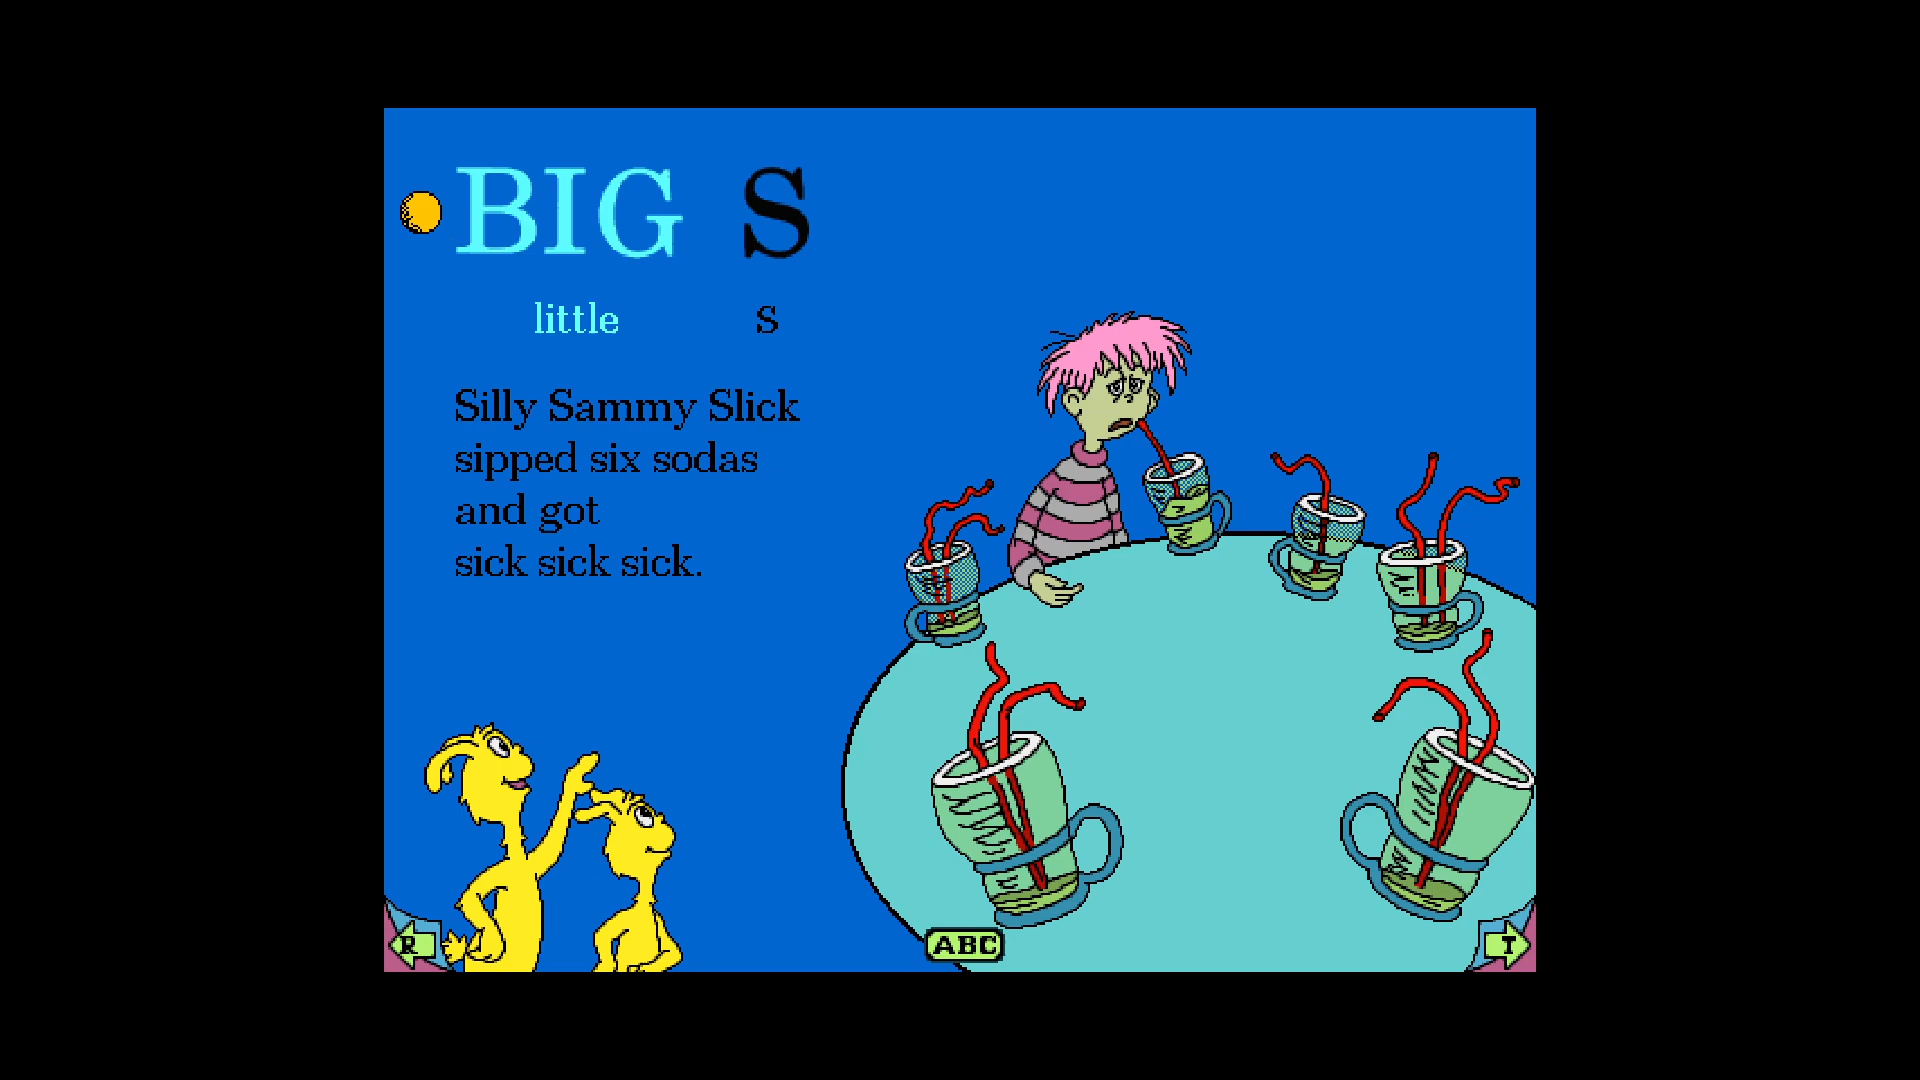 BIG S
little s
Silly Sammy Slick
sipped six sodas
and got
sick sick sick.
R
ABC
T